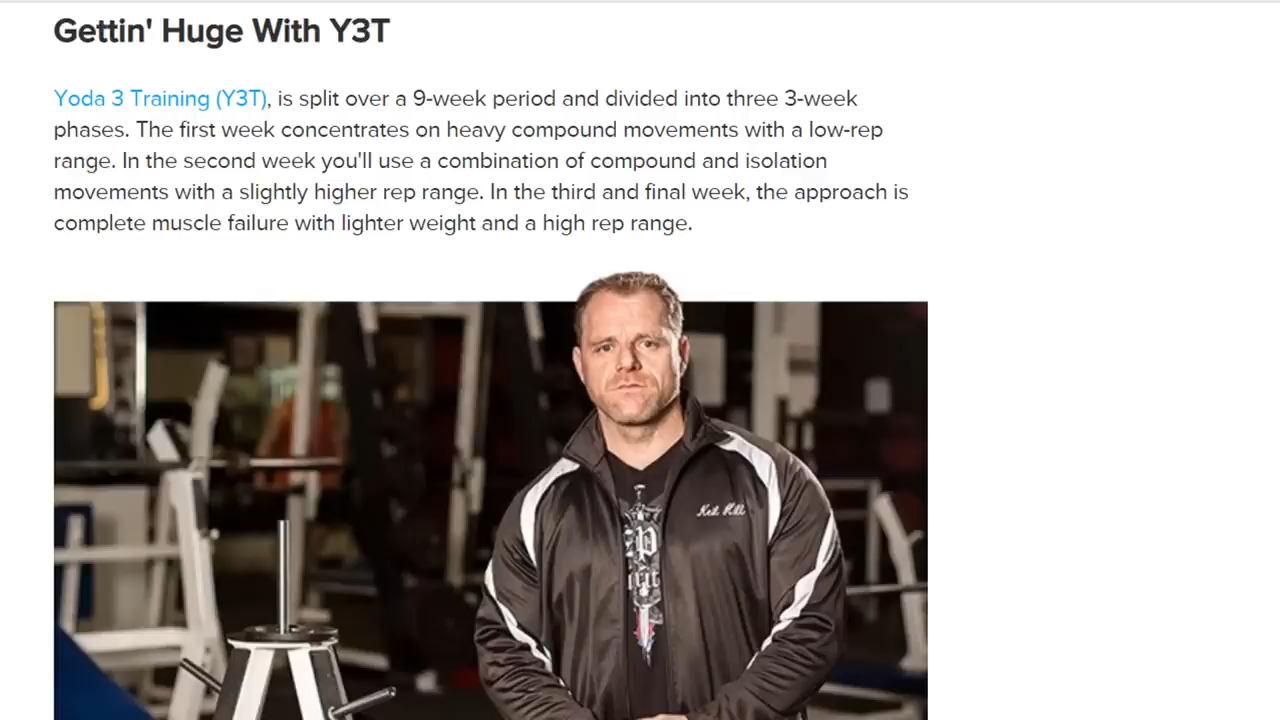 Gettin' Huge With Y3T
Yoda 3 Training (Y3T), is split over a 9-week period and divided into three 3-week
phases. The first week concentrates on heavy compound movements with a low-rep
range. In the second week you'll use a combination of compound and isolation
movements with a slightly higher rep range. In the third and final week, the approach is
complete muscle failure with lighter weight and a high rep range.
Neil Hill